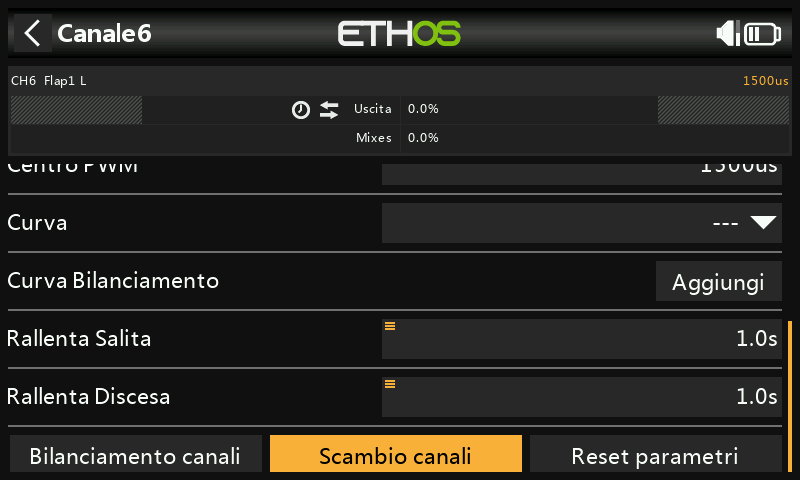 Canale6
ETHOS
CH6 Flap1 L 1500us
Uscita 0.0%
Mixes 0.0%
Centro PWM 1500us
Curva ---
Curva Bilanciamento Aggiungi
Rallenta Salita 1.0s
Rallenta Discesa 1.0s
Bilanciamento canali Scambio canali Reset parametri